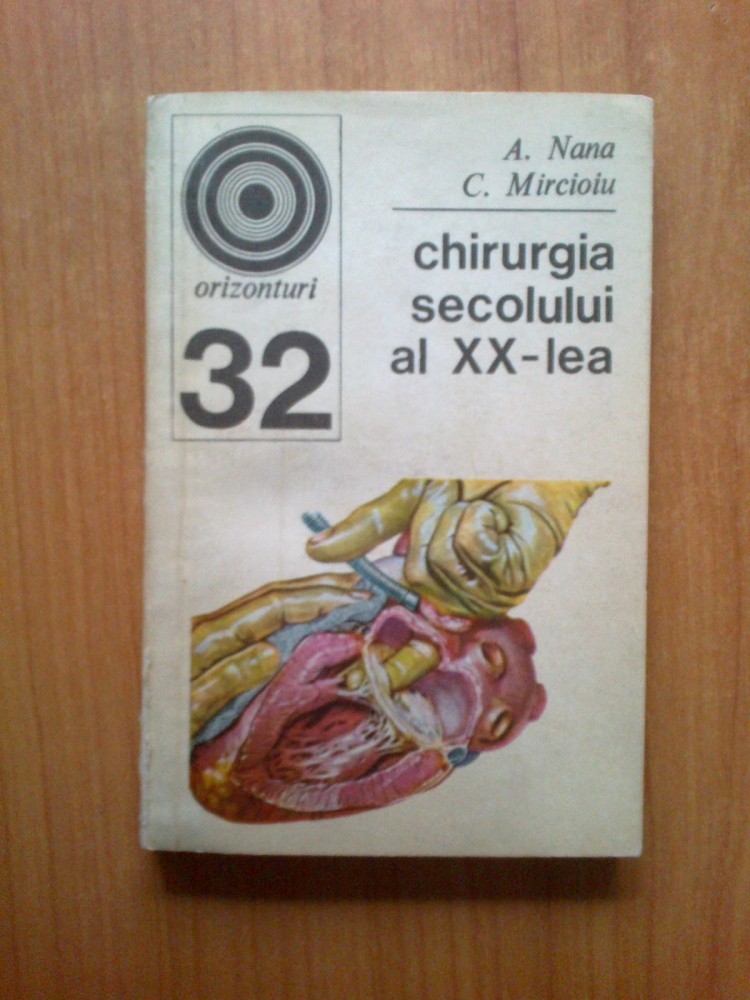 A. Nana
C. Mircioiu
chirurgia
secolului
al XX-lea
orizonturi
32